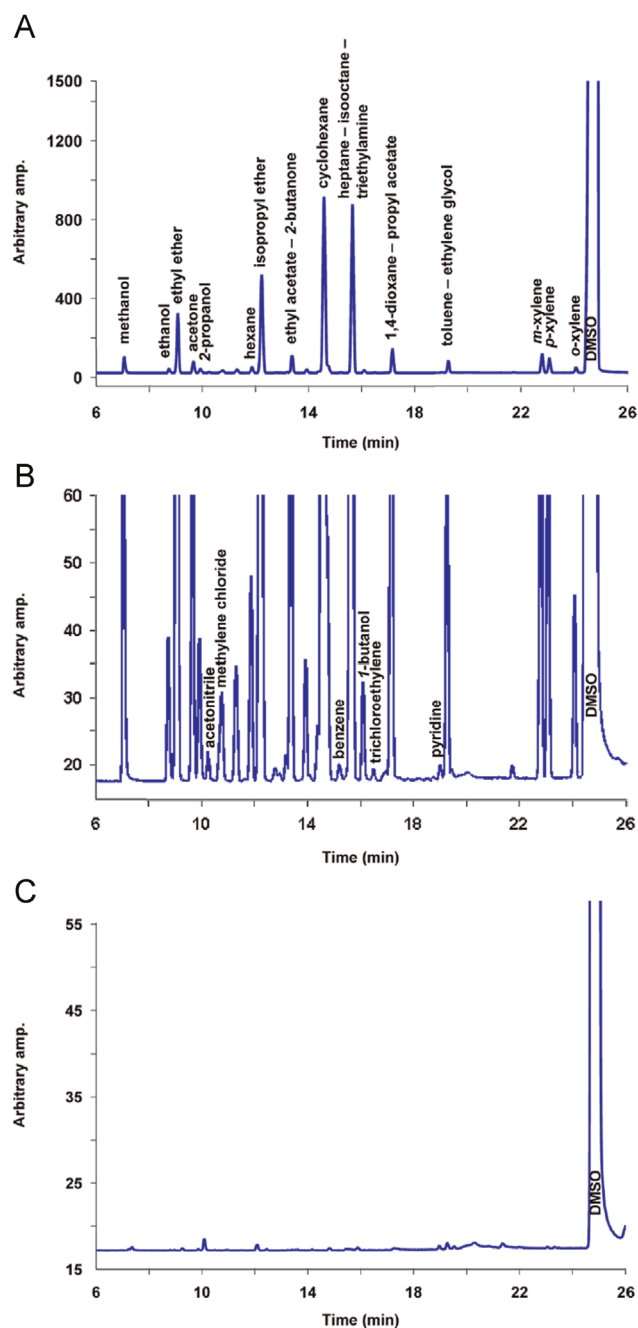 A
Arbitrary amp.
1500
1200
800
400
0
methanol
ethanol
ethyl ether
acetone
2-propanol
hexane
isopropyl ether
ethyl acetate – 2-butanone
cyclohexane
heptane – isooctane –
triethylamine
1,4-dioxane – propyl acetate
toluene – ethylene glycol
m-xylene
p-xylene
o-xylene
DMSO
6 10 14 18 22 26
Time (min)
B
Arbitrary amp.
60
50
40
30
20
acetonitrile
methylene chloride
benzene
1-butanol
trichloroethylene
pyridine
DMSO
6 10 14 18 22 26
Time (min)
C
Arbitrary amp.
55
45
35
25
15
DMSO
6 10 14 18 22 26
Time (min)